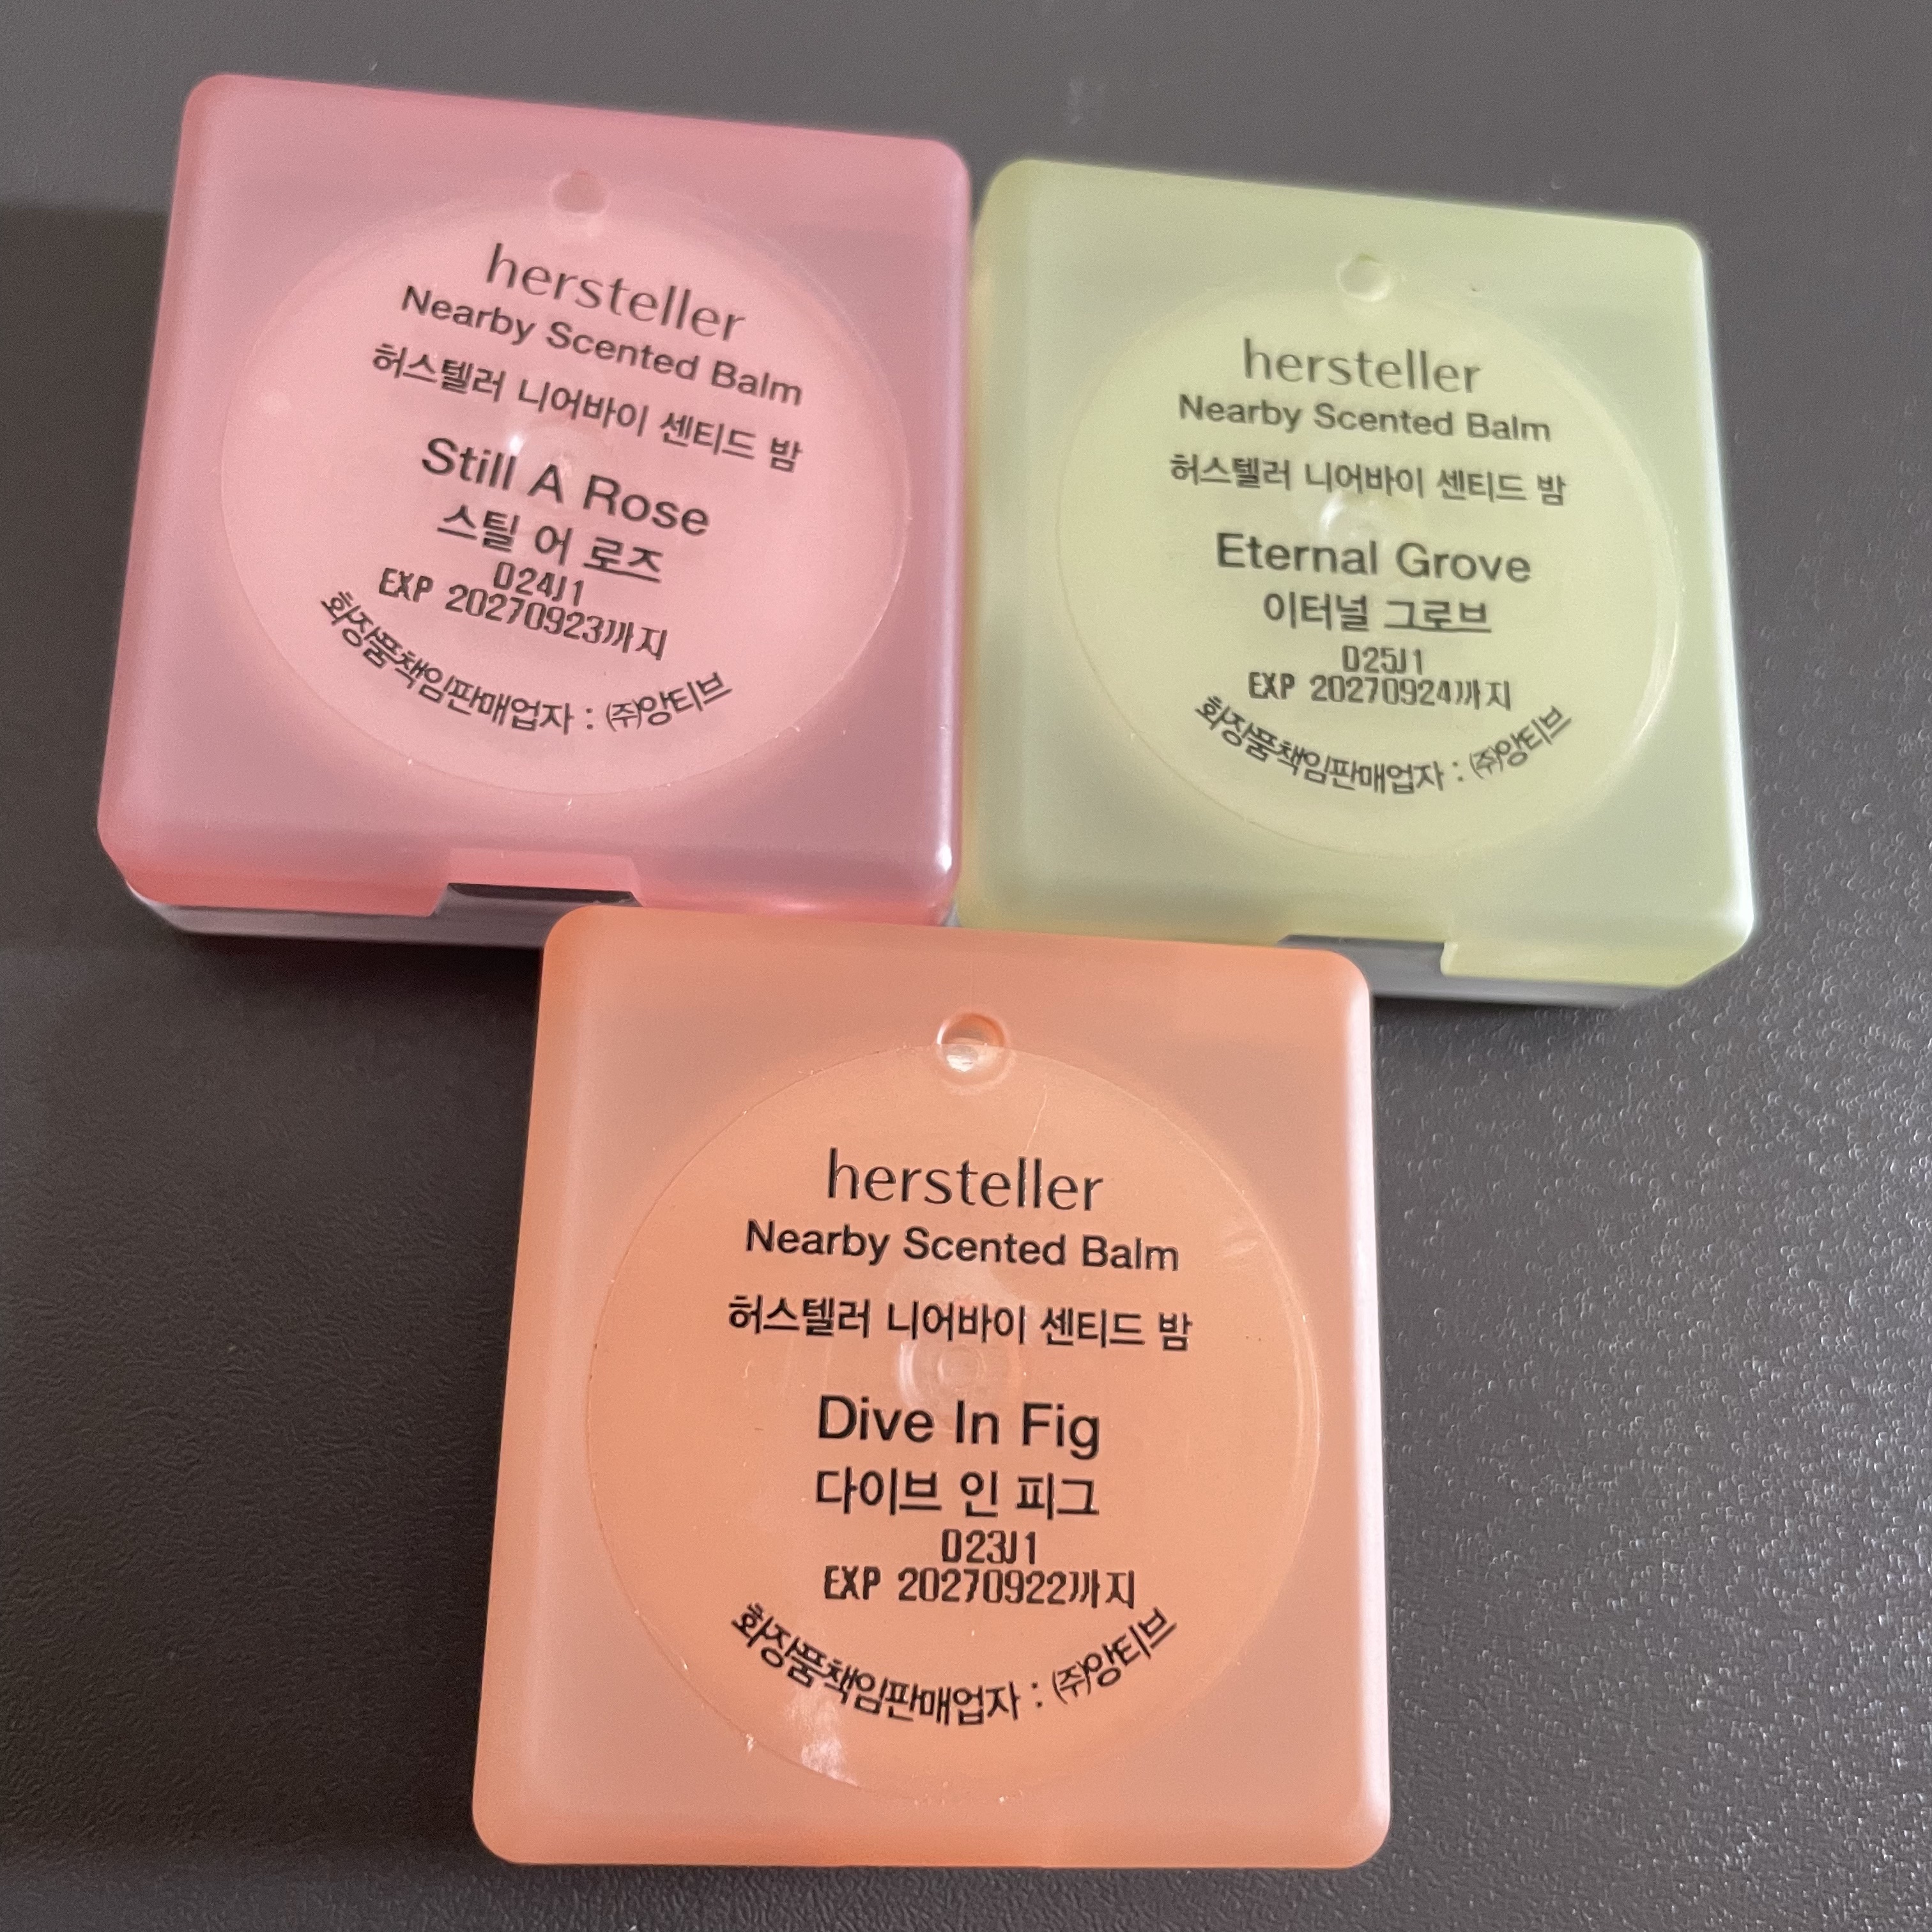 hersteller
Nearby Scented Balm
허스텔러 니어바이 센티드 밤
Still A Rose
스틸 어 로즈
024J1
EXP 20270923까지
화장품책임판매업자 : ㈜앙티브
hersteller
Nearby Scented Balm
허스텔러 니어바이 센티드 밤
Eternal Grove
이터널 그로브
025J1
EXP 20270924까지
화장품책임판매업자 : ㈜앙티브
hersteller
Nearby Scented Balm
허스텔러 니어바이 센티드 밤
Dive In Fig
다이브 인 피그
023J1
EXP 20270922까지
화장품책임판매업자 : ㈜앙티브